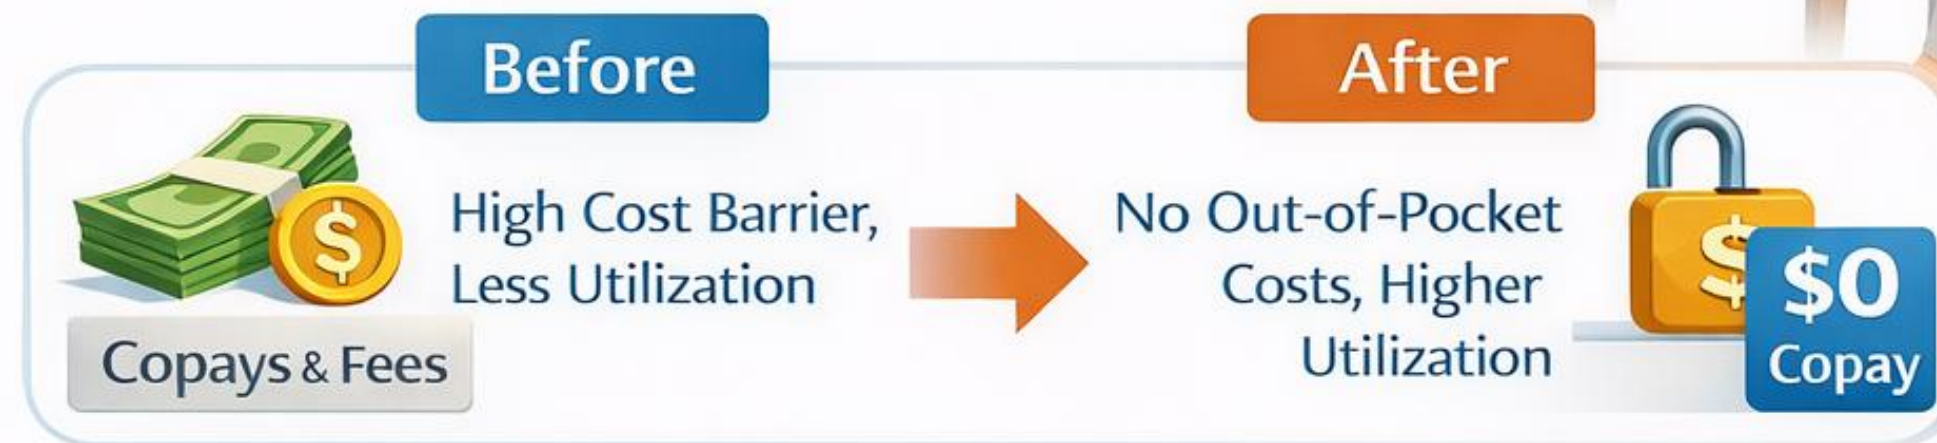 Before
High Cost Barrier,
Less Utilization
$
Copays & Fees
After
No Out-of-Pocket
Costs, Higher
Utilization
$
$0
Copay